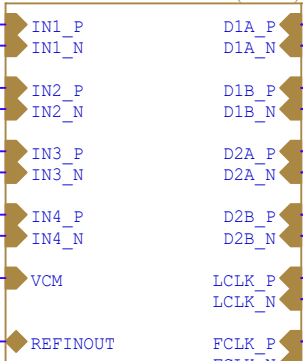 IN1_P D1A_P
IN1_N D1A_N
IN2_P D1B_P
IN2_N D1B_N
IN3_P D2A_P
IN3_N D2A_N
IN4_P D2B_P
IN4_N D2B_N
VCM LCLK_P
LCLK_N
REFINOUT FCLK_P
FCLK_N